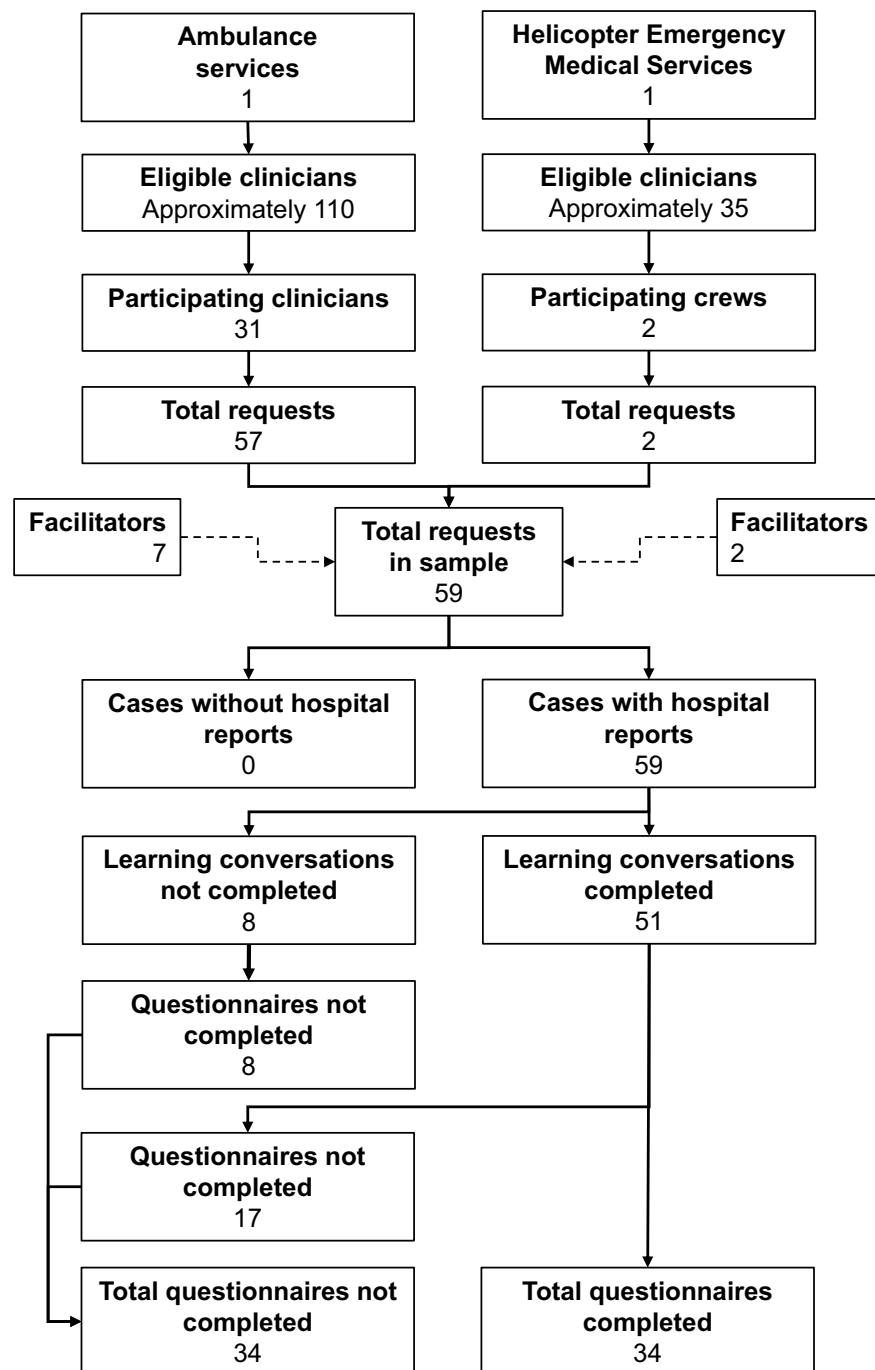 Ambulance
services
1
Helicopter Emergency
Medical Services
1
Eligible clinicians
Approximately 110
Eligible clinicians
Approximately 35
Participating clinicians
31
Participating crews
2
Total requests
57
Total requests
2
Facilitators
7
Total requests
in sample
59
Facilitators
2
Cases without hospital
reports
0
Cases with hospital
reports
59
Learning conversations
not completed
8
Learning conversations
completed
51
Questionnaires not
completed
8
Questionnaires not
completed
17
Total questionnaires not
completed
34
Total questionnaires
completed
34